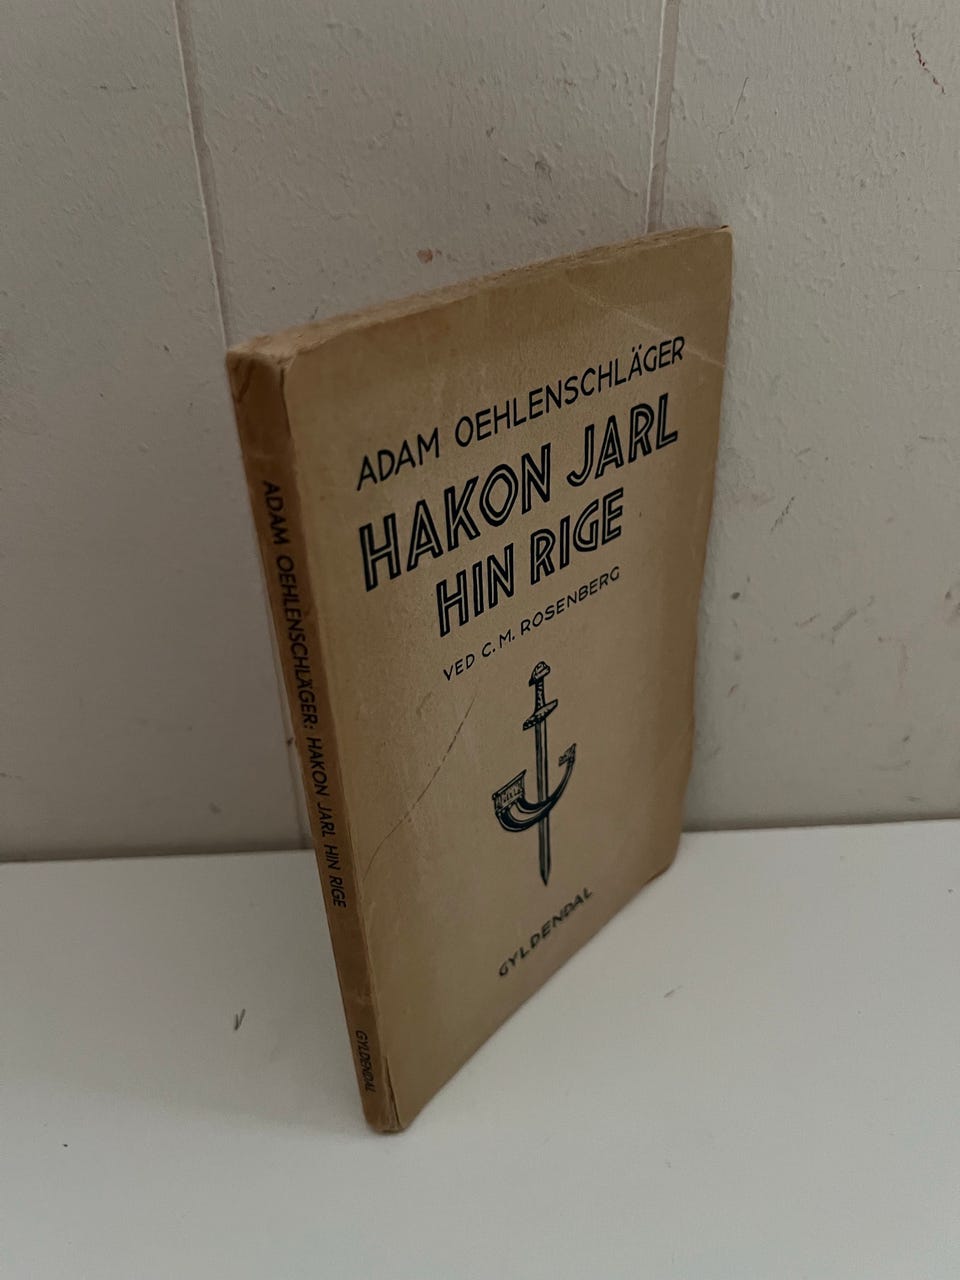 ADAM OEHLENSCHLÄGER
HAKON JARL
HIN RIGE
VED C. M. ROSENBERG
GYLDENDAL
ADAM OEHLENSCHLÄGER: HAKON JARL HIN RIGE
GYLDENDAL